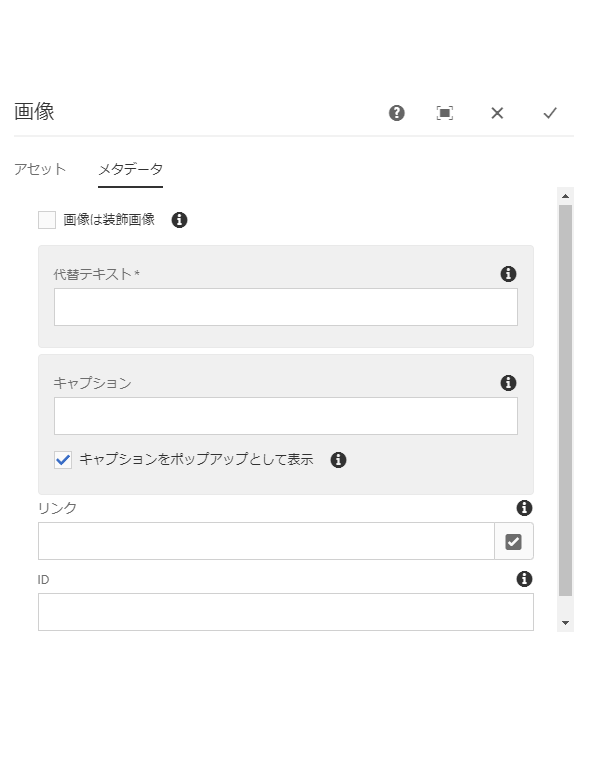 画像
アセット メタデータ
画像は装飾画像
代替テキスト *
キャプション
キャプションをポップアップとして表示
リンク
ID